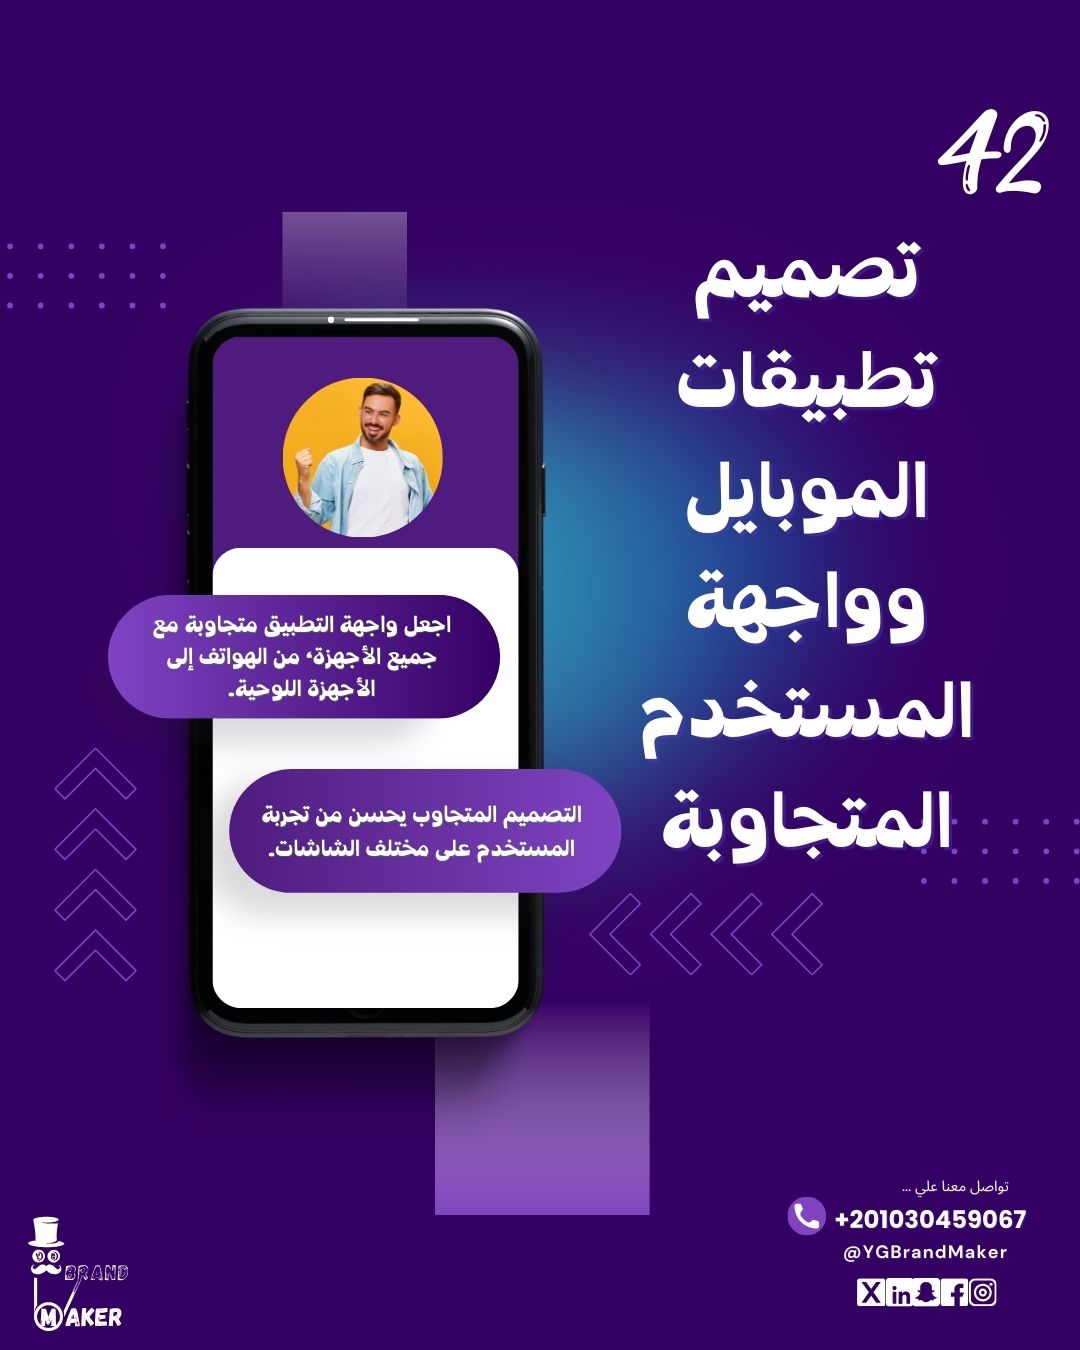 42
تصميم
تطبيقات
الموبايل
وواجهة
المستخدم
المتجاوبة
اجعل واجهة التطبيق متجاوبة مع
جميع الأجهزة، من الهواتف إلى
الأجهزة اللوحية.
التصميم المتجاوب يحسن من تجربة
المستخدم على مختلف الشاشات.
تواصل معنا علي ...
+201030459067
@YGBrandMaker
BRAND
MAKER